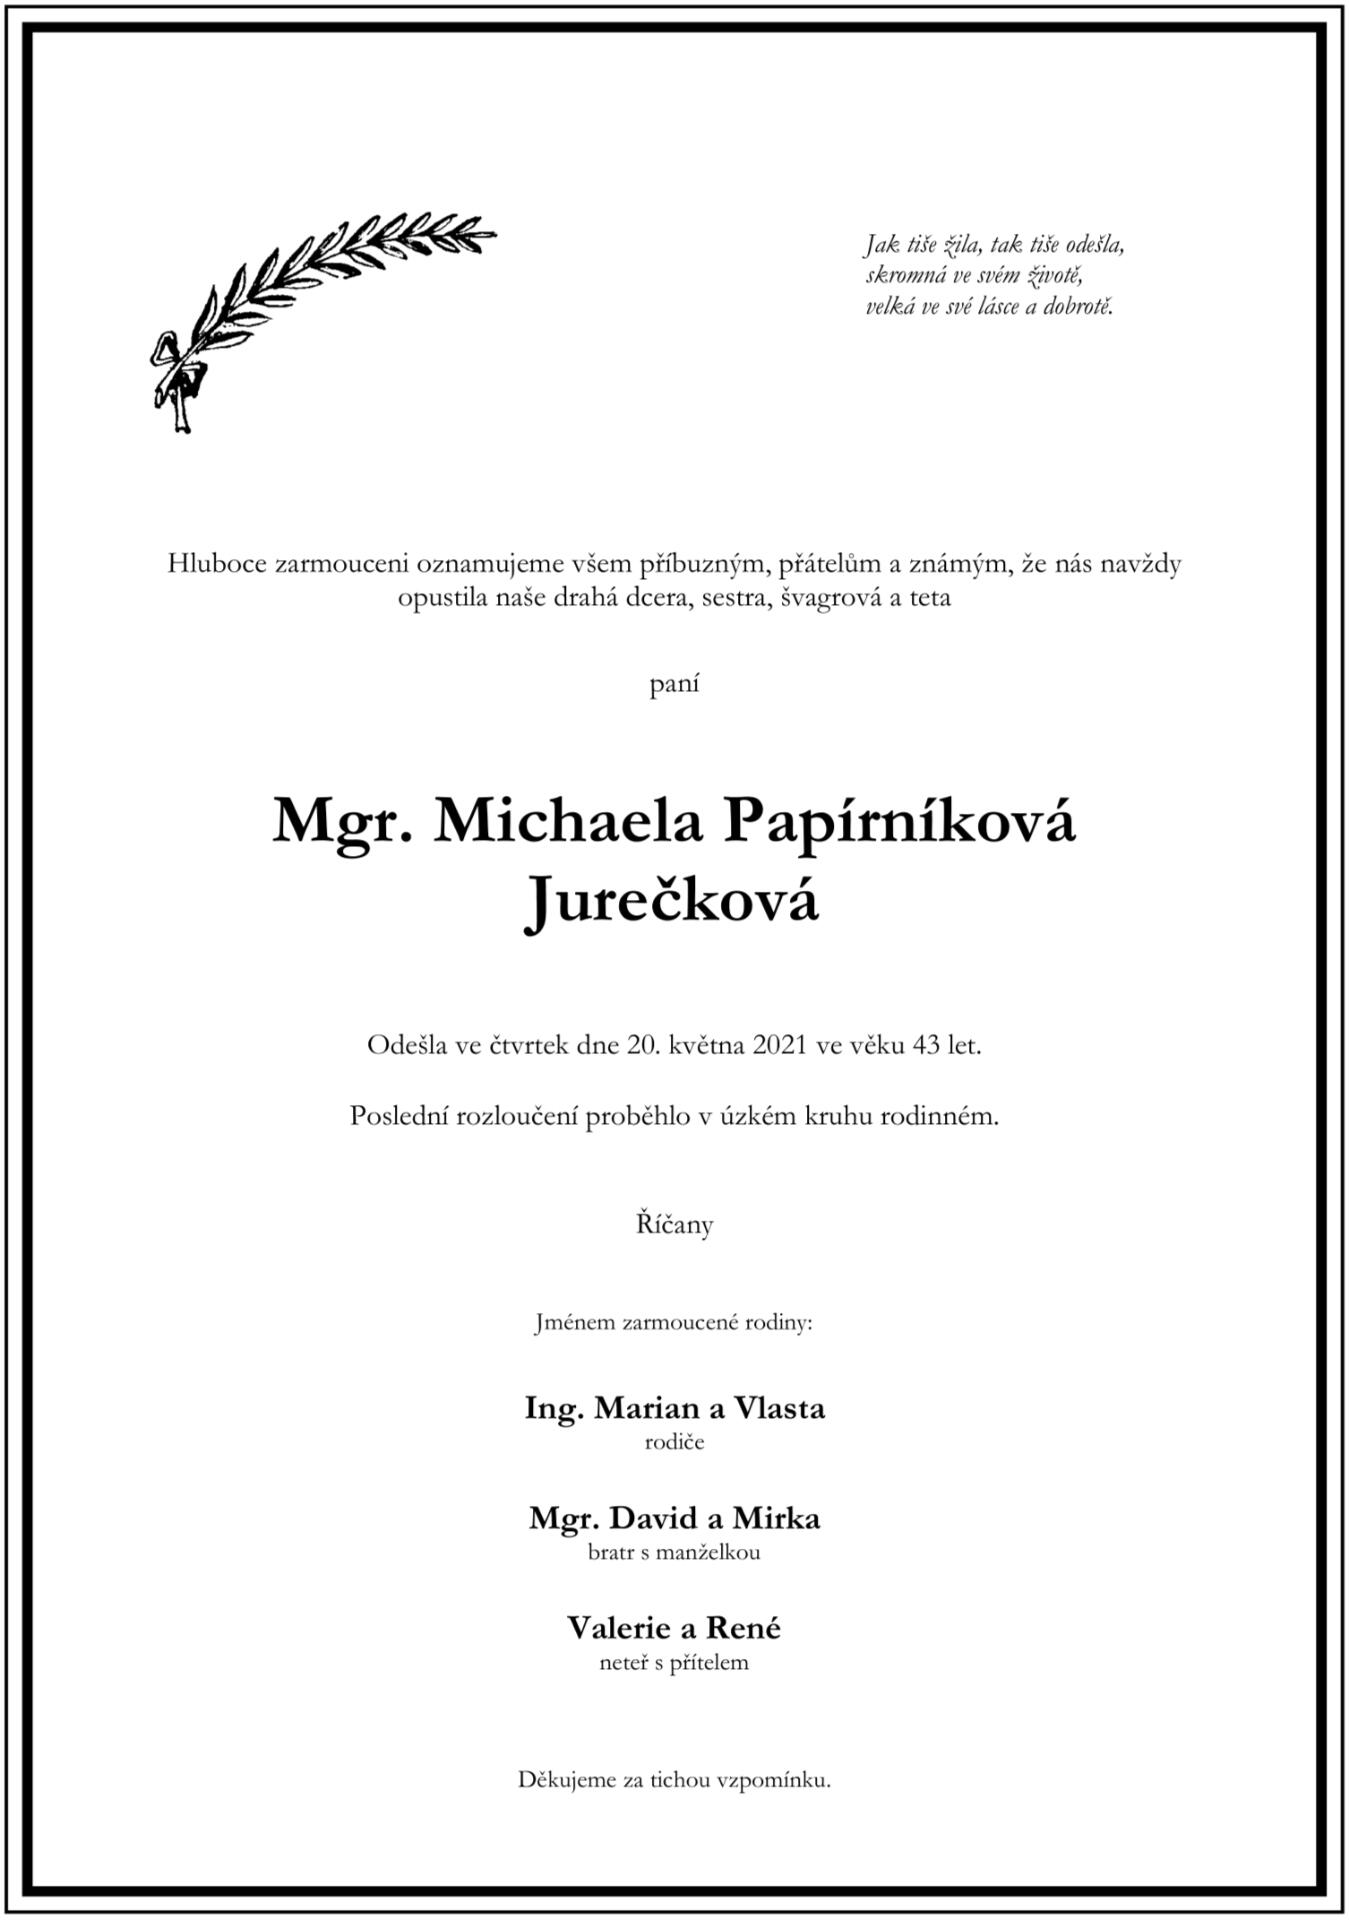 Jak tiše žila, tak tiše odešla,
skromná ve svém životě,
velká ve své lásce a dobrotě.
Hluboce zarmouceni oznamujeme všem příbuzným, přátelům a známým, že nás navždy
opustila naše drahá dcera, sestra, švagrová a teta
paní
Mgr. Michaela Papírníková
Jurečková
Odešla ve čtvrtek dne 20. května 2021 ve věku 43 let.
Poslední rozloučení proběhlo v úzkém kruhu rodinném.
Říčany
Jménem zarmoucené rodiny:
Ing. Marian a Vlasta
rodiče
Mgr. David a Mirka
bratr s manželkou
Valerie a René
neteř s přítelem
Děkujeme za tichou vzpomínku.